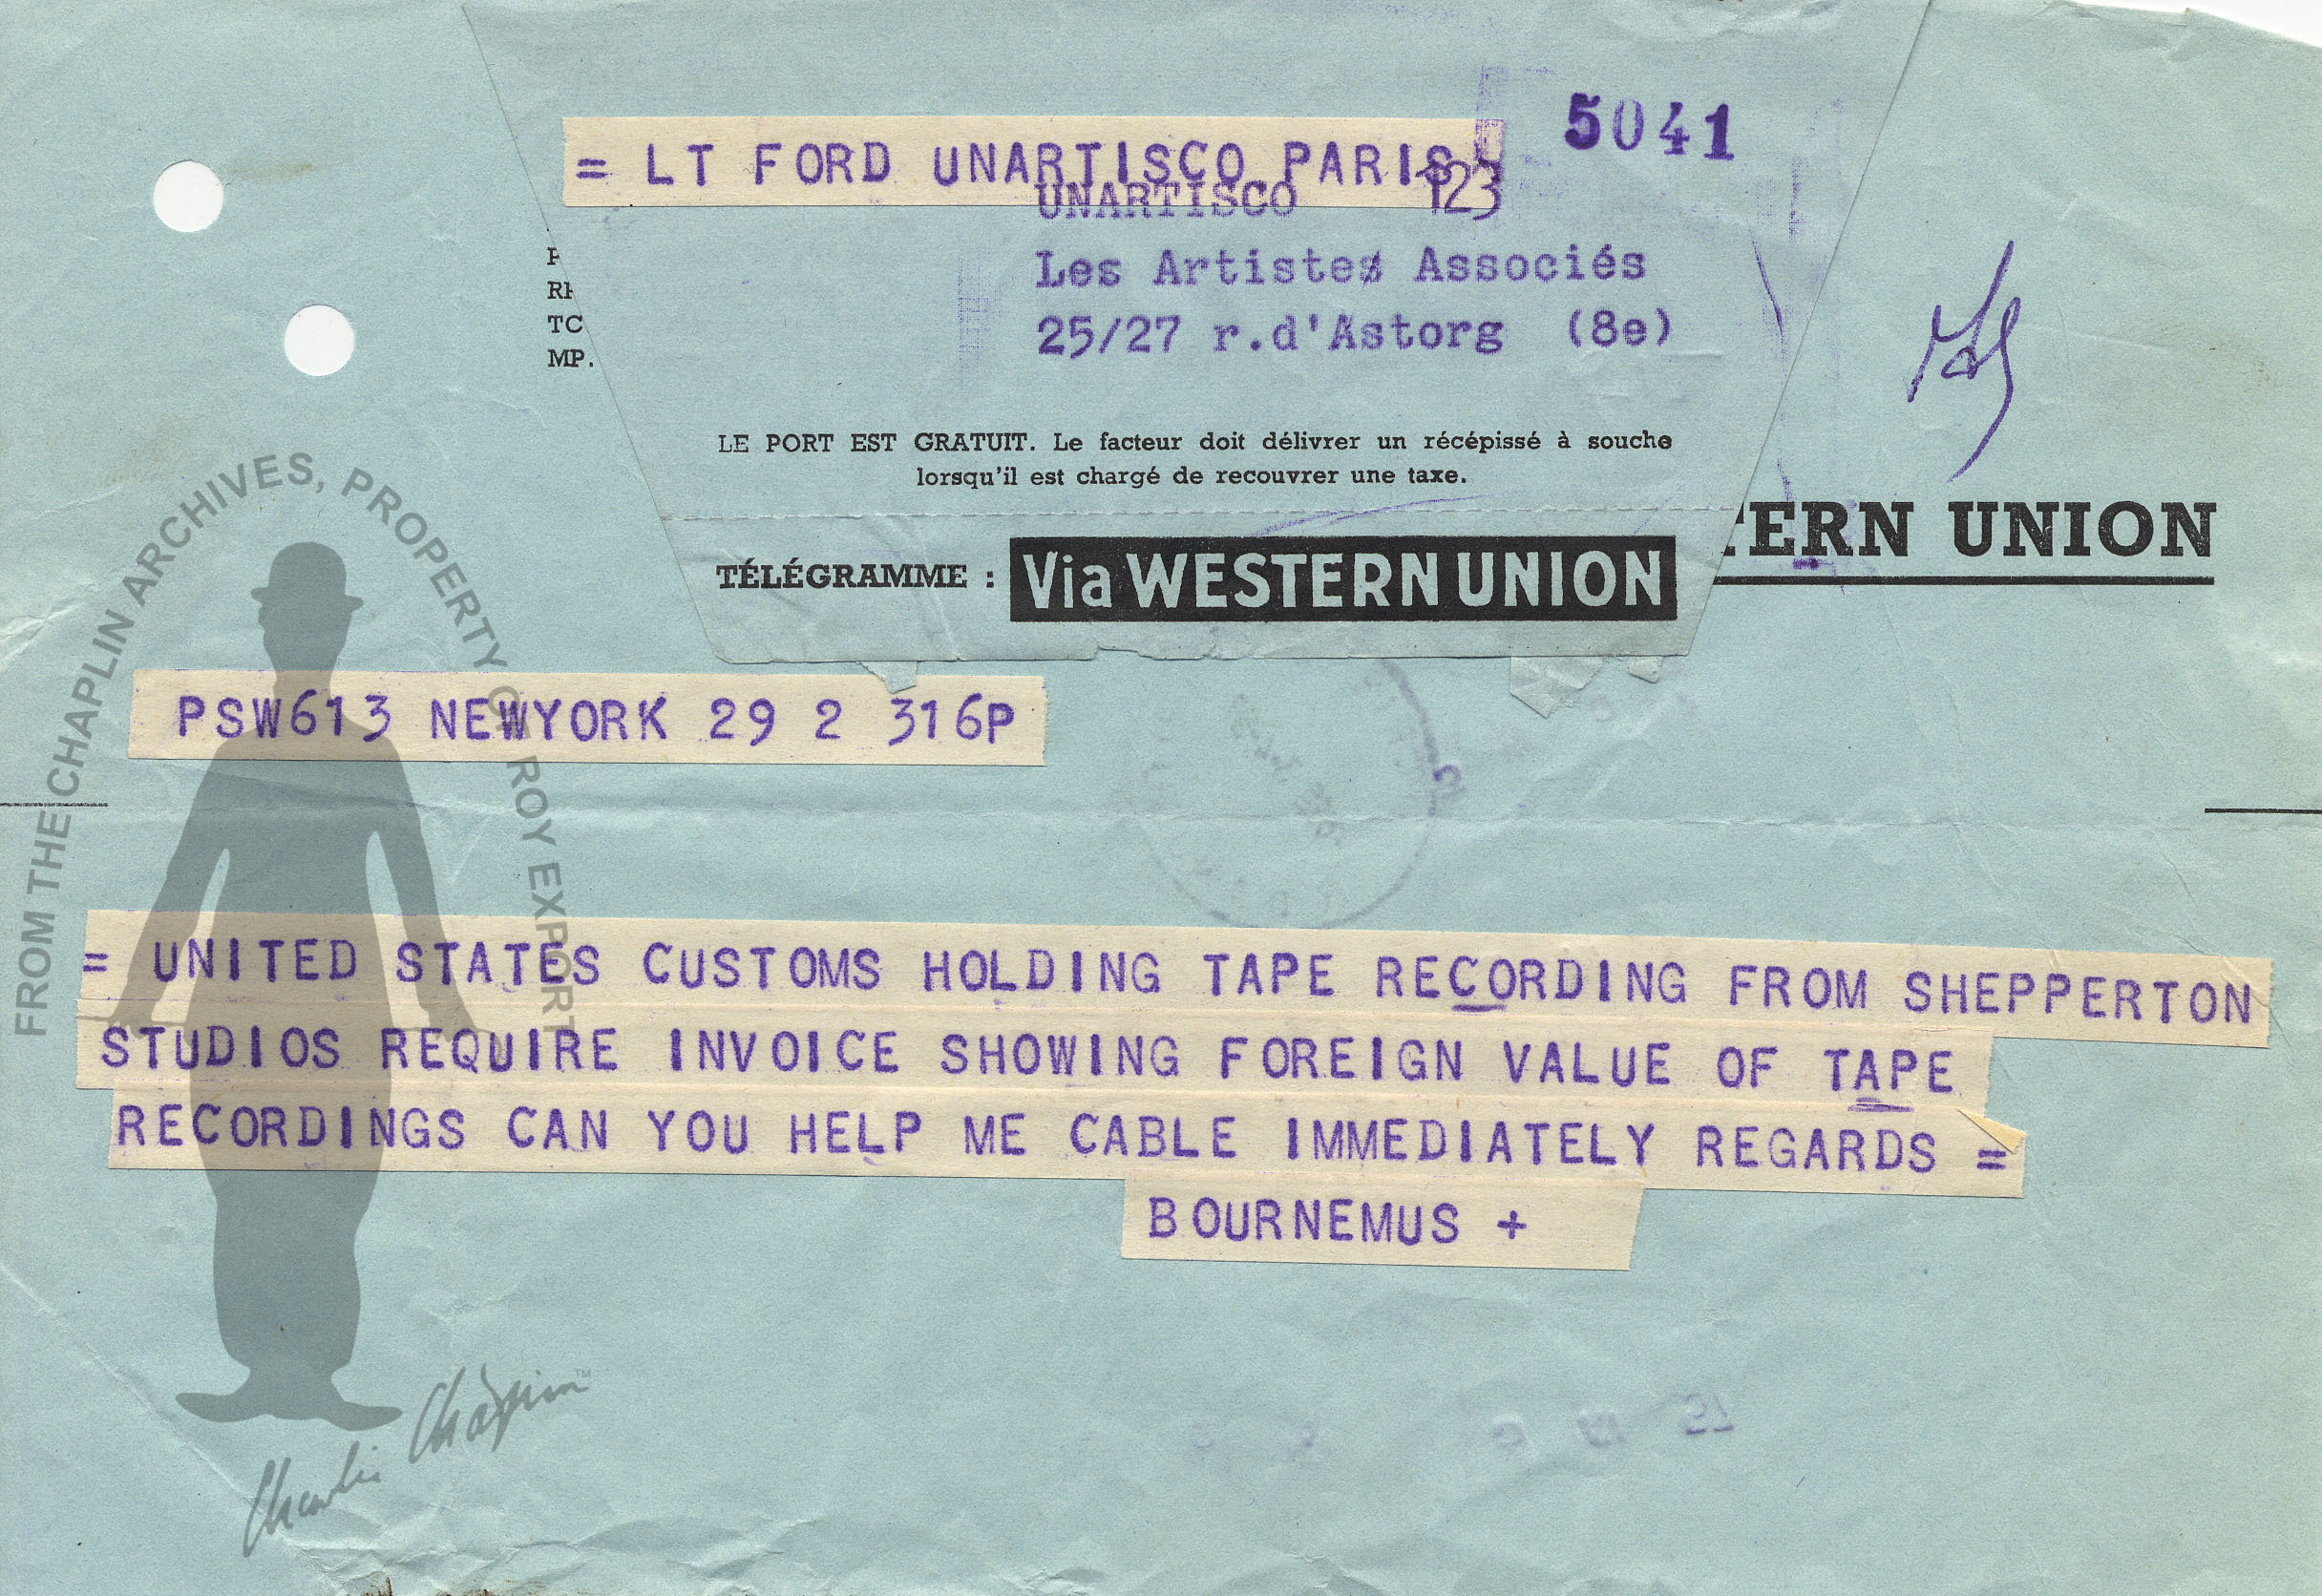 5041
= LT FORD UNARTISCO PARIS
123
UNARTISCO
Les Artistes Associés
25/27 r.d'Astorg (8e)
MP.
LE PORT EST GRATUIT. Le facteur doit délivrer un récépissé à souche
lorsqu'il est chargé de recouvrer une taxe.
TÉLÉGRAMME : Via WESTERN UNION
TERN UNION
PSW613 NEWYORK 29 2 316P
= UNITED STATES CUSTOMS HOLDING TAPE RECORDING FROM SHEPPERTON
STUDIOS REQUIRE INVOICE SHOWING FOREIGN VALUE OF TAPE
RECORDINGS CAN YOU HELP ME CABLE IMMEDIATELY REGARDS =
BOURNEMUS +
FROM THE CHAPLIN ARCHIVES, PROPERTY OF ROY EXPORT
Charlie Chaplin